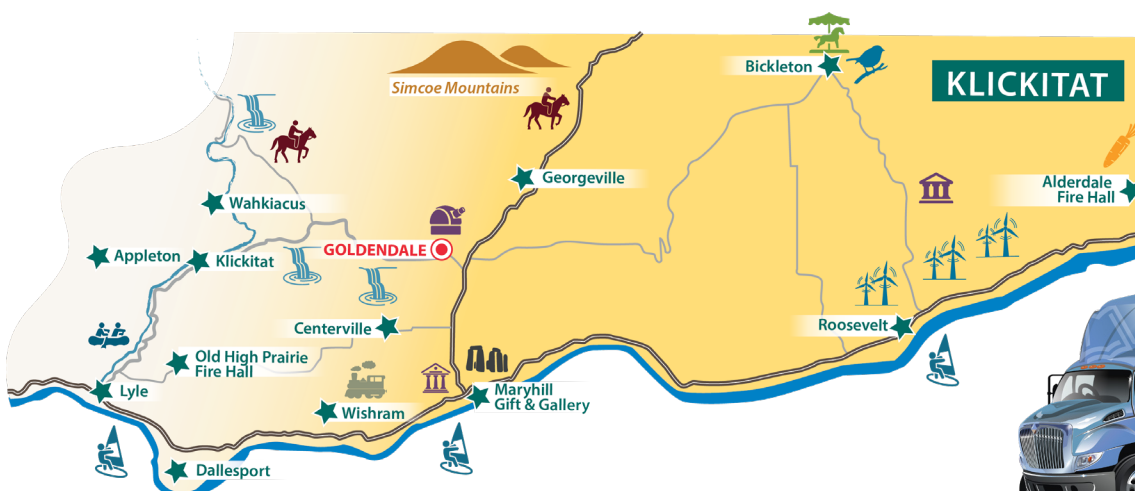 Bickleton
KLICKITAT
Simcoe Mountains
Georgeville
Alderdale
Fire Hall
Wahkiacus
GOLDENDALE
Appleton
Klickitat
Centerville
Roosevelt
Old High Prairie
Fire Hall
Lyle
Maryhill
Gift & Gallery
Wishram
Dallesport